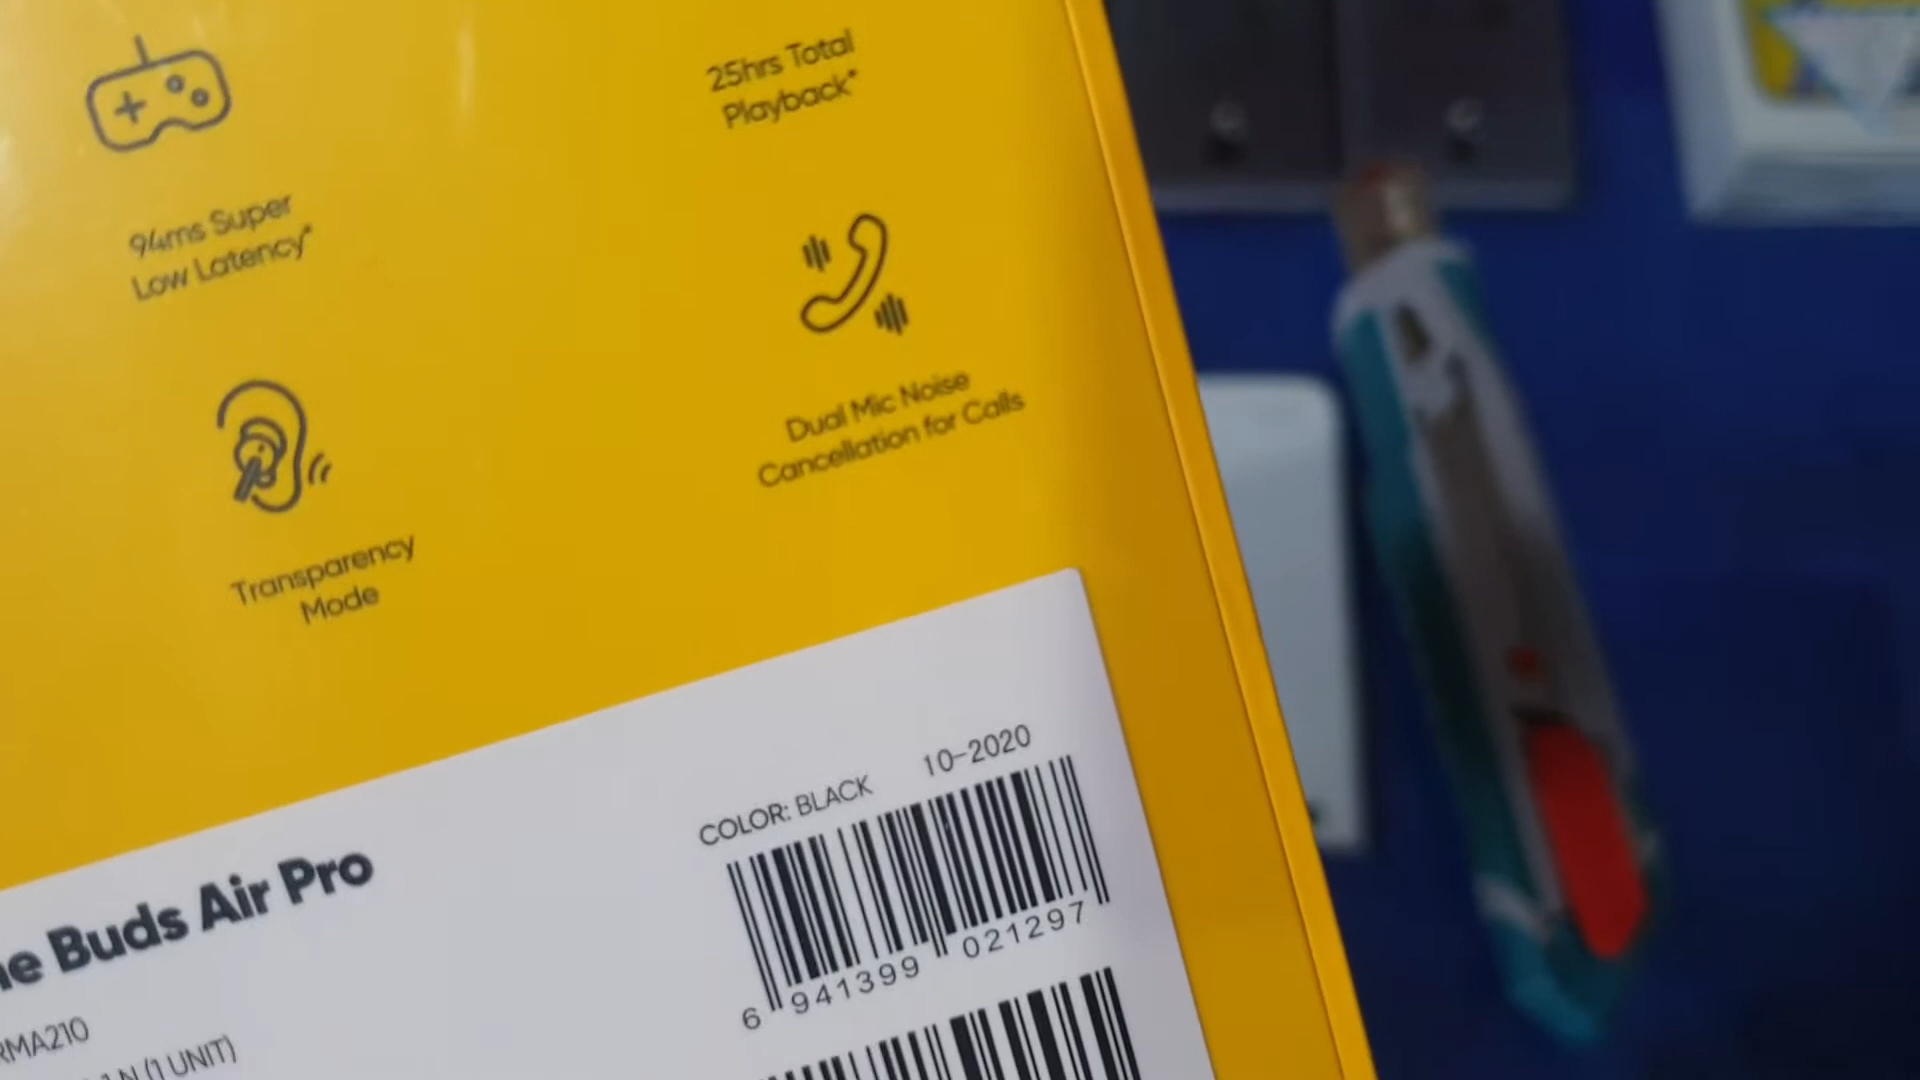 25hrs Total
Playback*
94ms Super
Low Latency*
Dual Mic Noise
Cancellation for Calls
Transparency
Mode
COLOR: BLACK 10-2020
6 941399 021297
e Buds Air Pro
RMA210
1 N (1 UNIT)